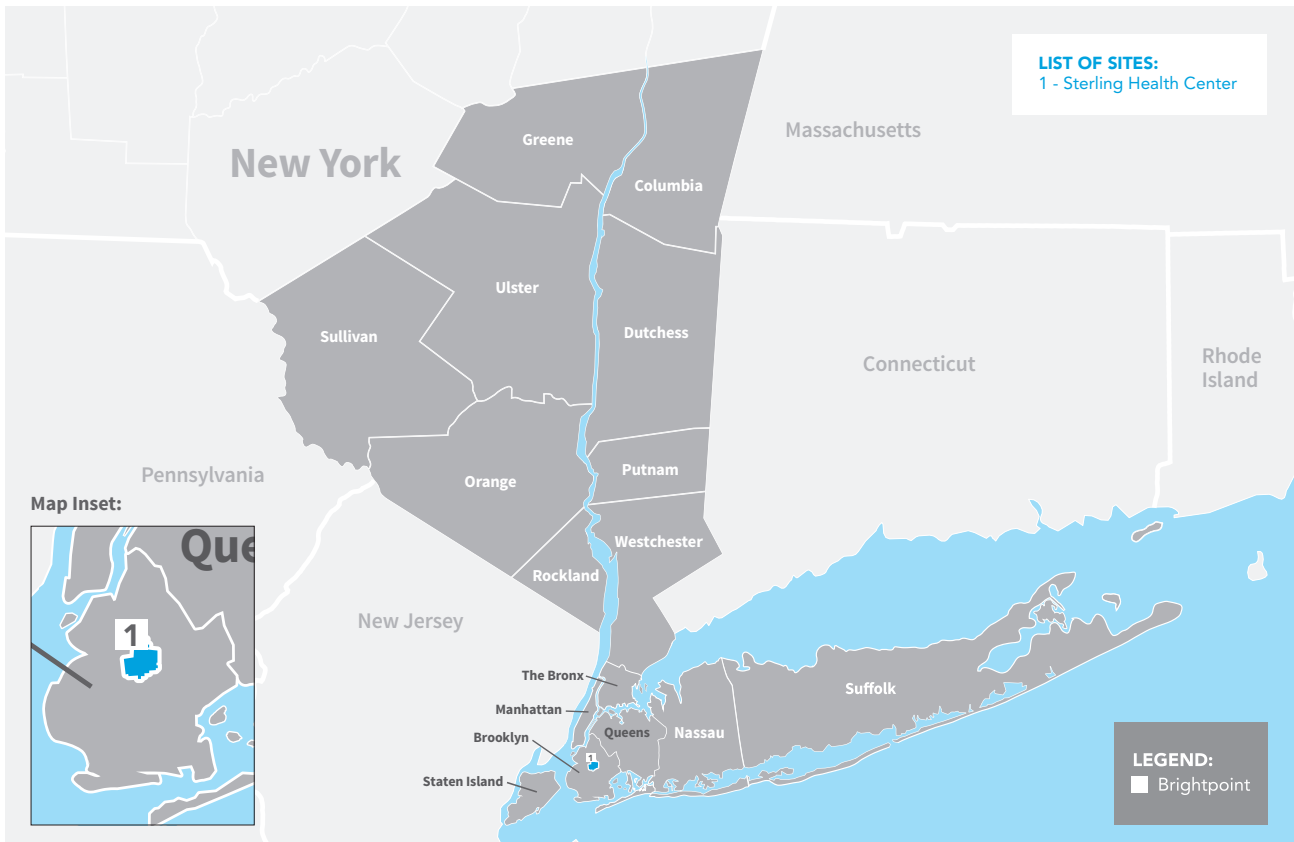 LIST OF SITES:
1 - Sterling Health Center
Massachusetts
New York
Greene
Columbia
Ulster
Sullivan
Dutchess
Connecticut
Rhode
Island
Pennsylvania
Putnam
Orange
Map Inset:
Que
1
Westchester
Rockland
New Jersey
The Bronx
Manhattan
Brooklyn
Staten Island
Queens
Nassau
Suffolk
1
LEGEND:
Brightpoint